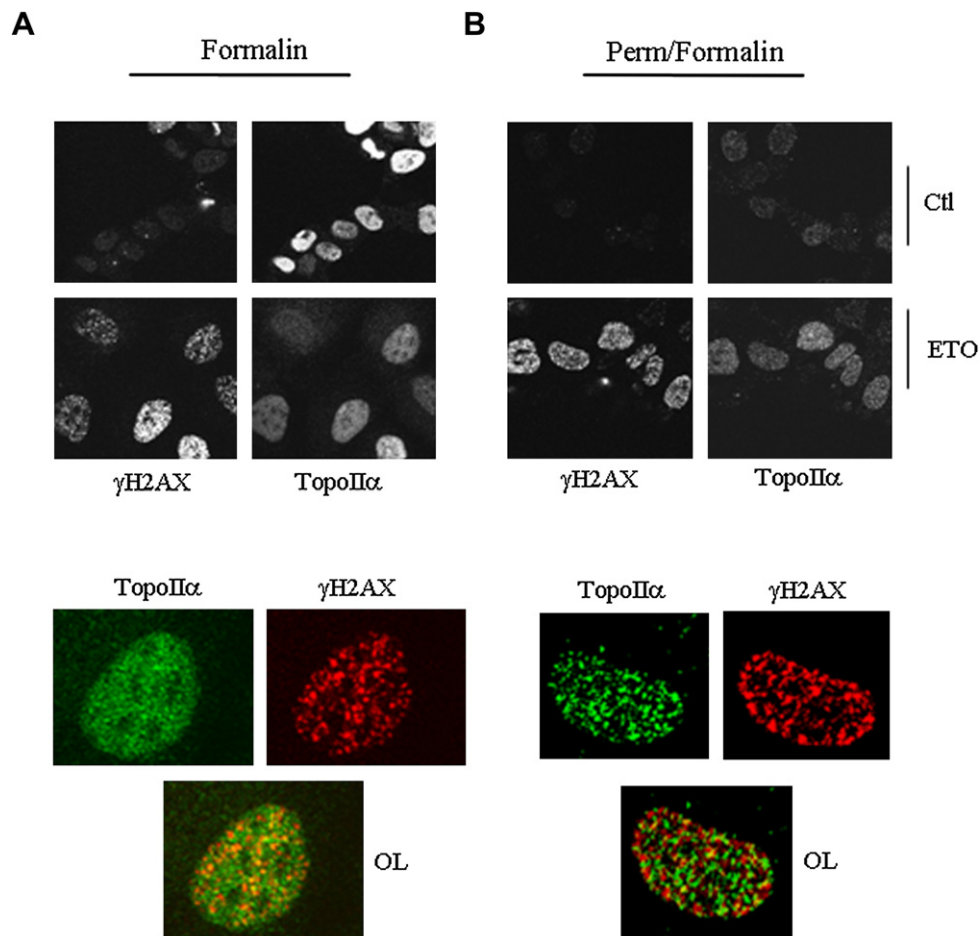 A
Formalin
γH2AX
TopoIIα
TopoIIα
γH2AX
OL
B
Perm/Formalin
Ctl
ETO
γH2AX
TopoIIα
TopoIIα
γH2AX
OL